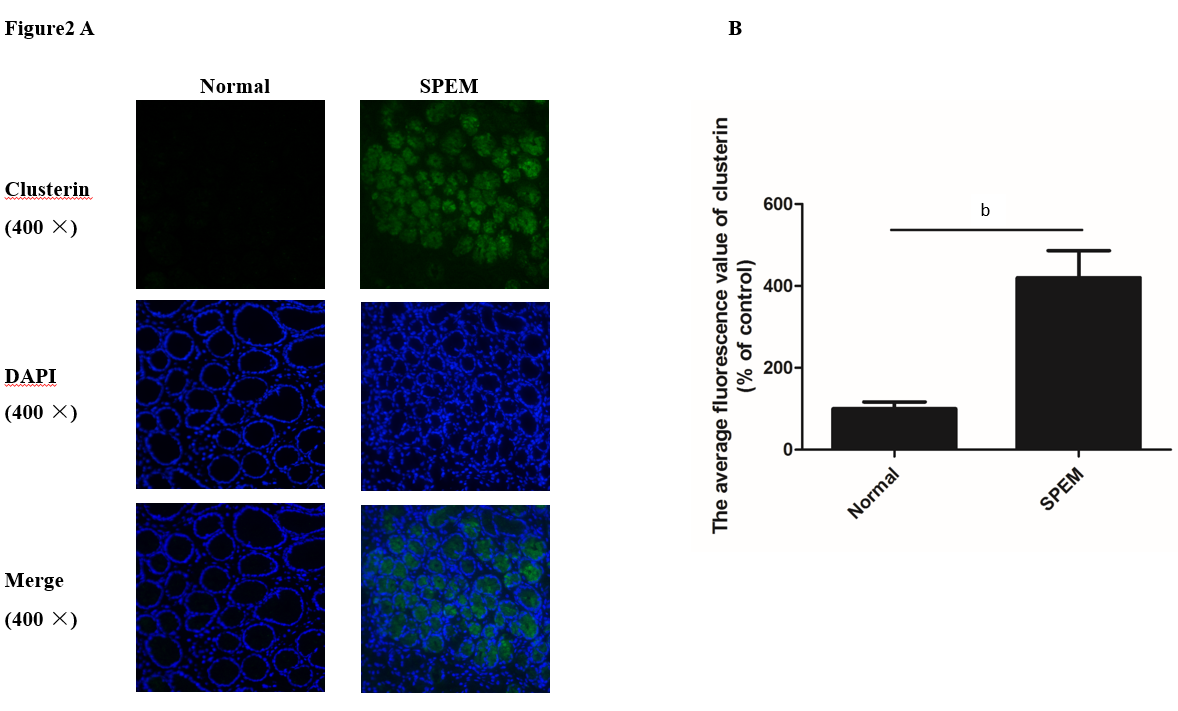 Figure2 A
B
Normal
SPEM
Clusterin
(400 ×)
DAPI
(400 ×)
Merge
(400 ×)
The average fluorescence value of clusterin
(% of control)
600
400
200
0
b
Normal
SPEM